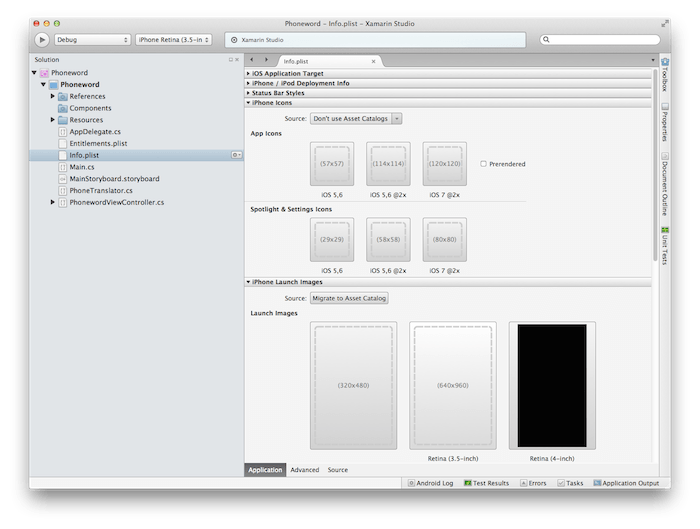 Phoneword – Info.plist – Xamarin Studio
Debug
iPhone Retina (3.5-in
Xamarin Studio
Solution
Phoneword
Phoneword
References
Components
Resources
AppDelegate.cs
Entitlements.plist
Info.plist
Main.cs
MainStoryboard.storyboard
PhoneTranslator.cs
PhonewordViewController.cs
Info.plist
iOS Application Target
iPhone / iPod Deployment Info
Status Bar Styles
iPhone Icons
Source: Don't use Asset Catalogs
App Icons
(57x57) (114x114) (120x120) Prerendered
iOS 5,6 iOS 5,6 @2x iOS 7 @2x
Spotlight & Settings Icons
(29x29) (58x58) (80x80)
iOS 5,6 iOS 5,6 @2x iOS 7 @2x
iPhone Launch Images
Source: Migrate to Asset Catalog
Launch Images
(320x480) (640x960)
Retina (3.5-inch) Retina (4-inch)
Application Advanced Source
Toolbox
Properties
Document Outline
Unit Tests
Android Log Test Results Errors Tasks Application Output